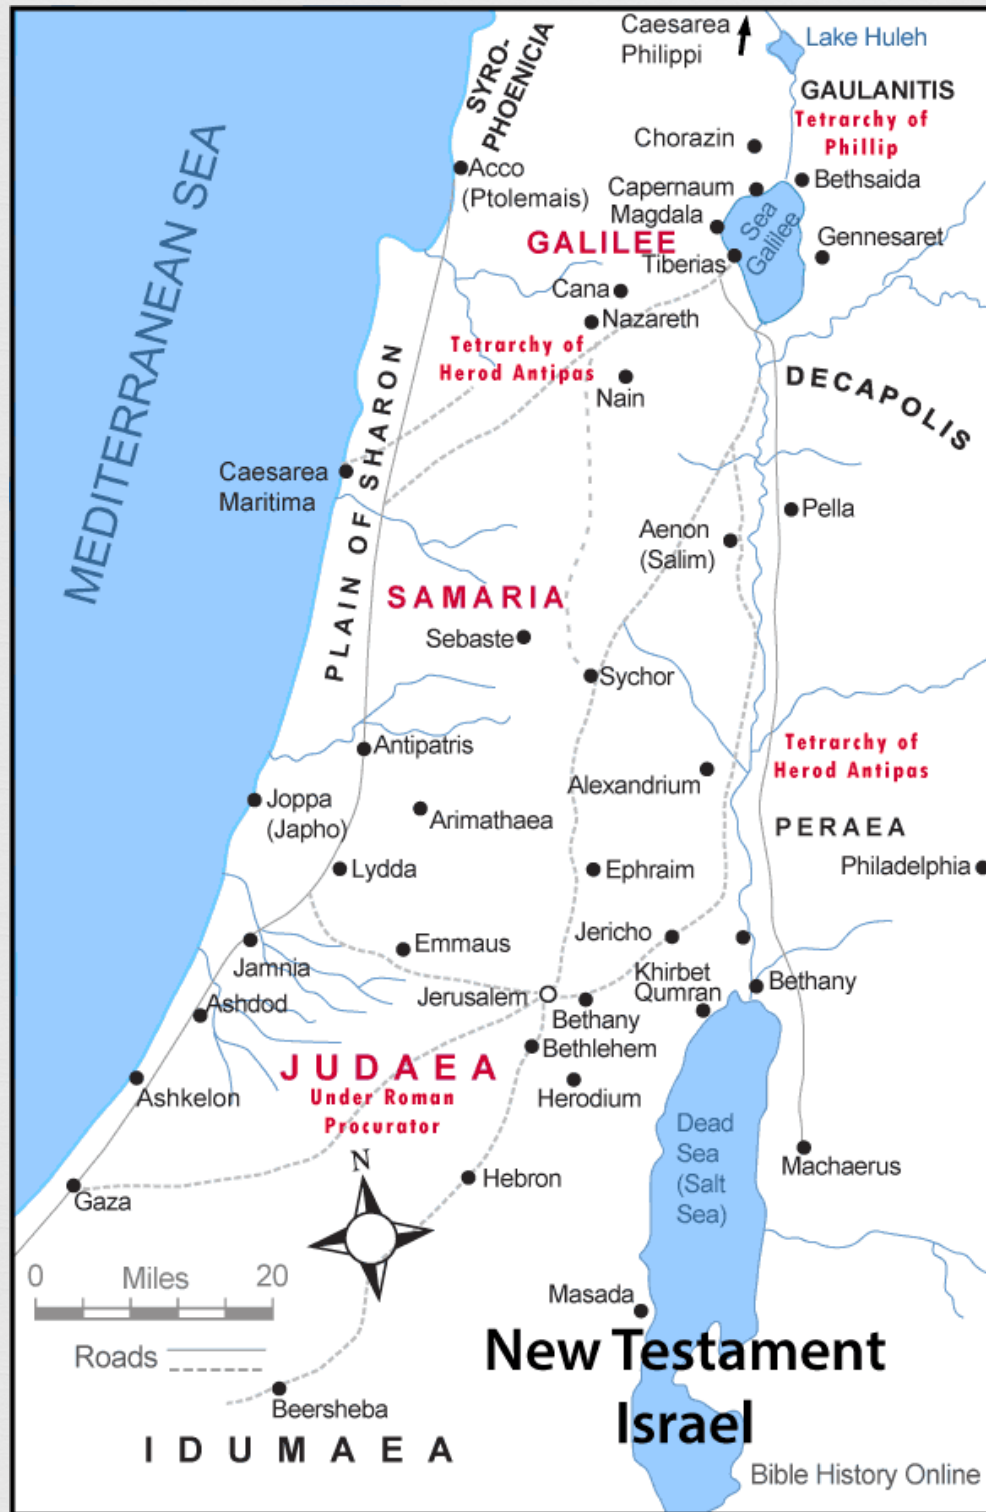 Caesarea
Philippi
Lake Huleh
SYRO-
PHOENICIA
GAULANITIS
Tetrarchy of
Phillip
Chorazin
Acco
(Ptolemais)
Capernaum
Bethsaida
Magdala
Sea
Galilee
GALILEE
Gennesaret
Tiberias
Cana
Nazareth
MEDITERRANEAN SEA
Tetrarchy of
Herod Antipas
Nain
DECAPOLIS
PLAIN OF SHARON
Caesarea
Maritima
Pella
Aenon
(Salim)
SAMARIA
Sebaste
Sychor
Antipatris
Tetrarchy of
Herod Antipas
Alexandrium
Joppa
(Japho)
Arimathaea
PERAEA
Lydda
Ephraim
Philadelphia
Jericho
Emmaus
Jamnia
Khirbet
Qumran
Bethany
Ashdod
Jerusalem
Bethany
Bethlehem
JUDAEA
Under Roman
Procurator
Ashkelon
Herodium
Dead
Sea
(Salt
Sea)
N
Machaerus
Hebron
Gaza
0 Miles 20
Masada
Roads
New Testament
Israel
Beersheba
IDUMAEA
Bible History Online